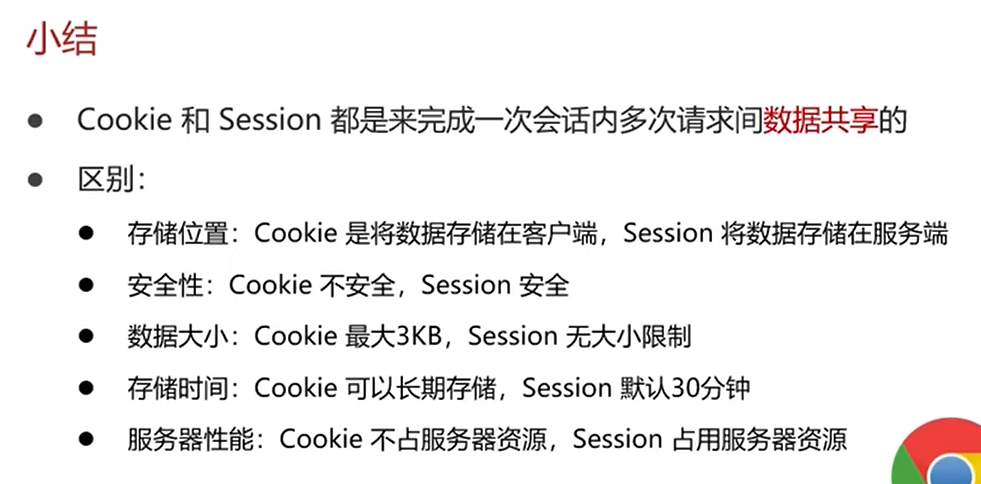 小结
Cookie 和 Session 都是来完成一次会话内多次请求间数据共享的
区别：
存储位置：Cookie 是将数据存储在客户端，Session 将数据存储在服务端
安全性：Cookie 不安全，Session 安全
数据大小：Cookie 最大3KB，Session 无大小限制
存储时间：Cookie 可以长期存储，Session 默认30分钟
服务器性能：Cookie 不占服务器资源，Session 占用服务器资源